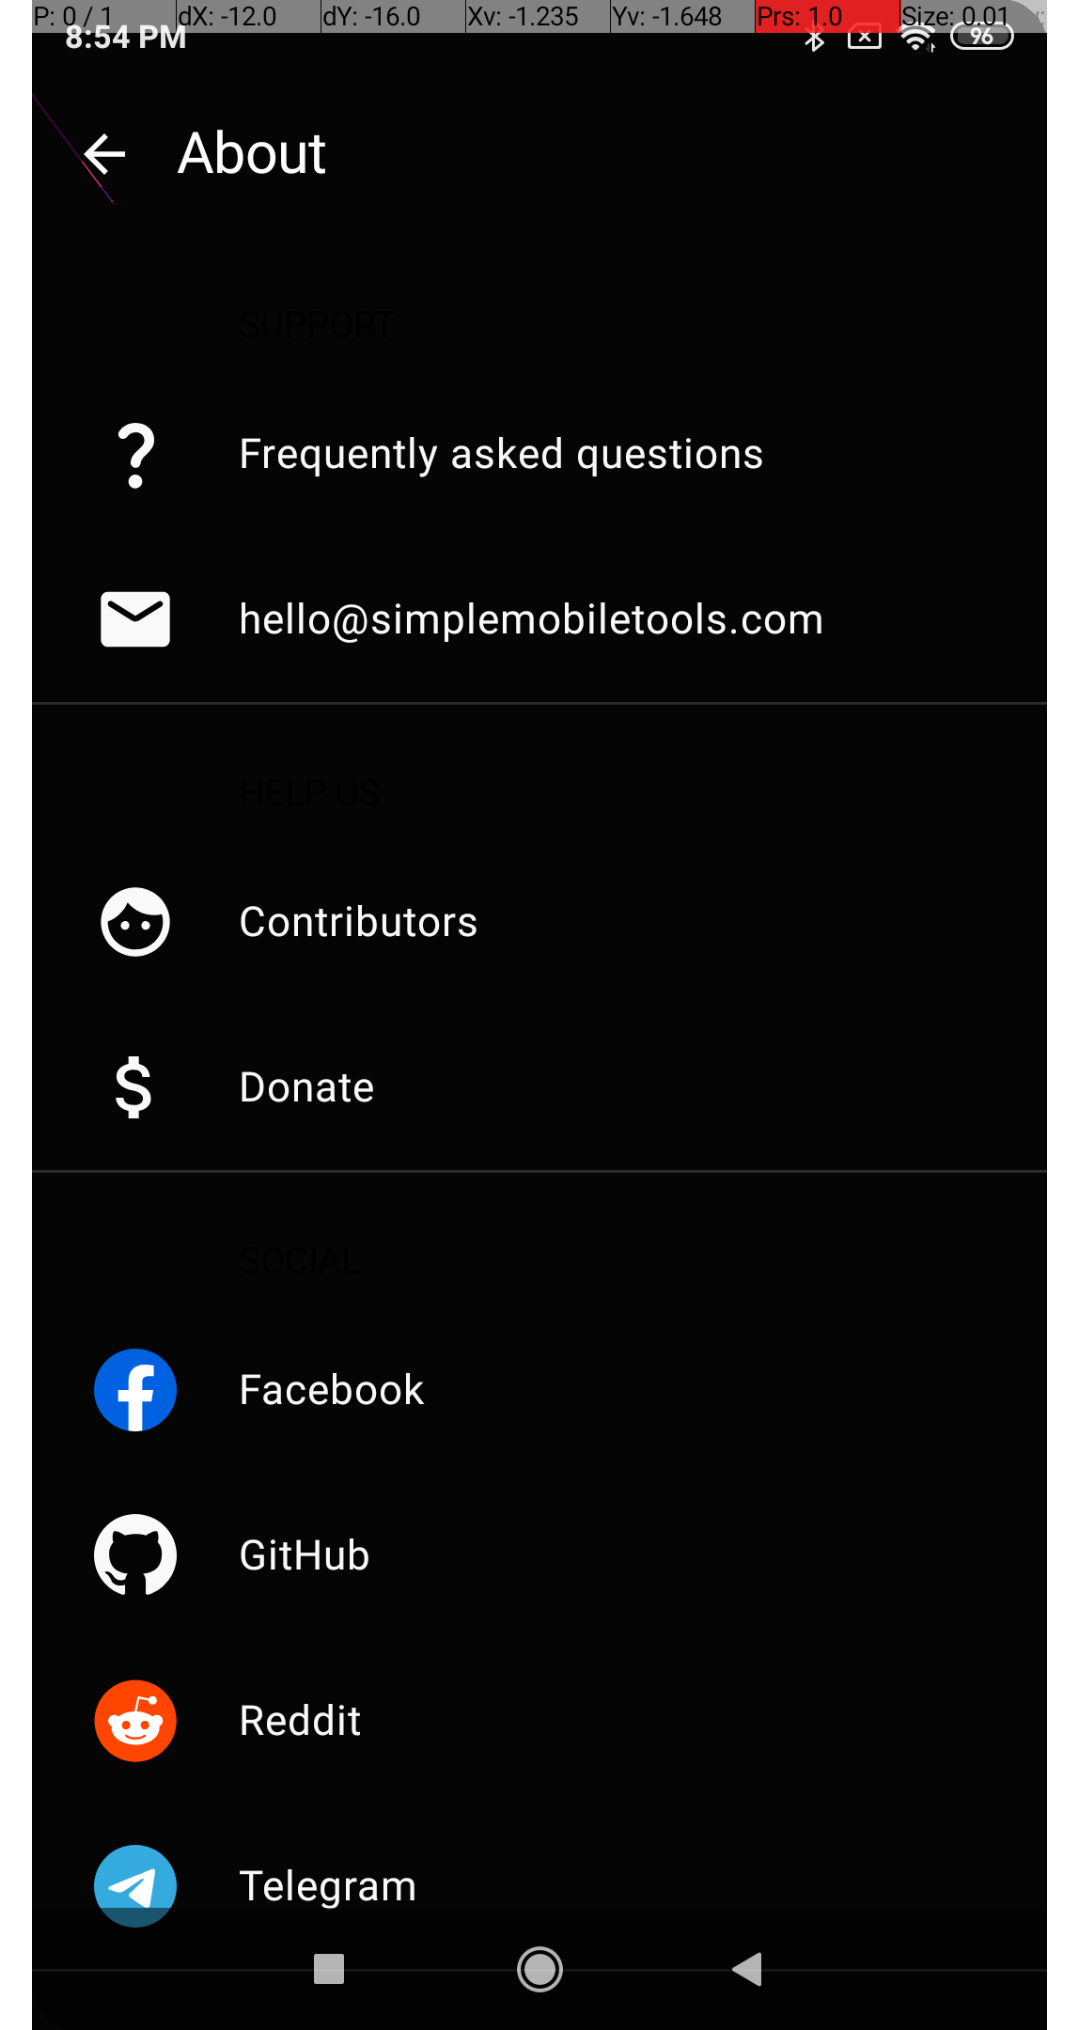 P: 0 / 1 dX: -12.0 dY: -16.0 Xv: -1.235 Yv: -1.648 Prs: 1.0 Size: 0.01
8:54 PM 96
About
SUPPORT
Frequently asked questions
hello@simplemobiletools.com
HELP US
Contributors
Donate
SOCIAL
Facebook
GitHub
Reddit
Telegram